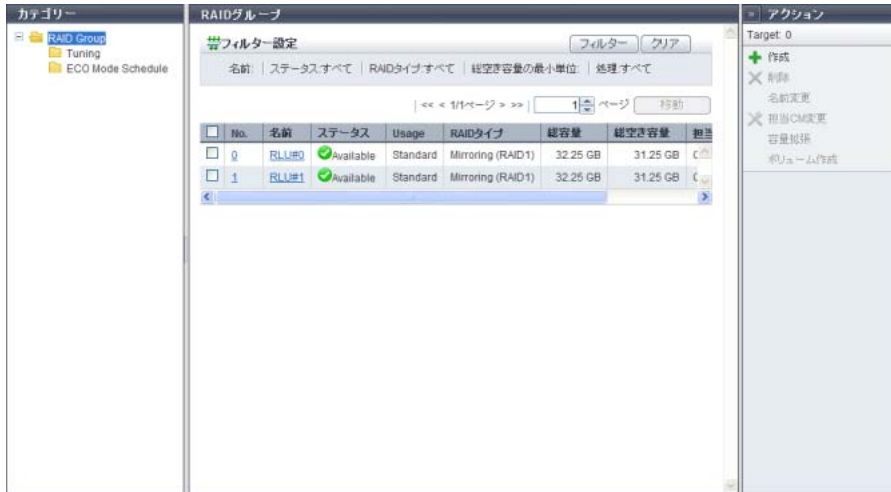 カテゴリー
RAID Group
Tuning
ECO Mode Schedule
RAIDグループ
フィルター設定
フィルター クリア
名前: | ステータス:すべて | RAIDタイプ:すべて | 総空き容量の最小単位: | 処理:すべて
| << < 1/1ページ > >> | 1 ページ 移動
No. 名前 ステータス Usage RAIDタイプ 総容量 総空き容量 担当
0 RLU#0 Available Standard Mirroring (RAID1) 32.25 GB 31.25 GB
1 RLU#1 Available Standard Mirroring (RAID1) 32.25 GB 31.25 GB
» アクション
Target: 0
作成
削除
名前変更
担当CM変更
容量拡張
ボリューム作成